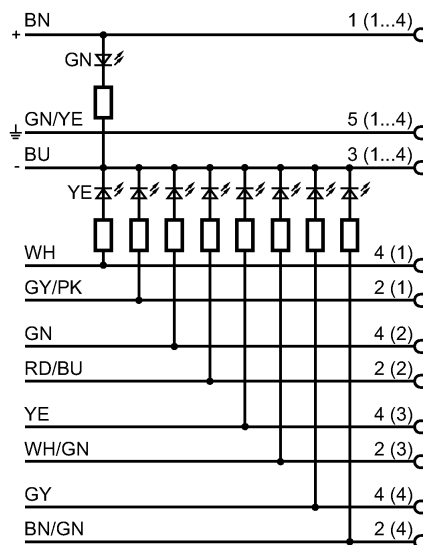 BN 1 (1...4)
+
GN
GN/YE 5 (1...4)
BU 3 (1...4)
-
YE
WH 4 (1)
GY/PK 2 (1)
GN 4 (2)
RD/BU 2 (2)
YE 4 (3)
WH/GN 2 (3)
GY 4 (4)
BN/GN 2 (4)